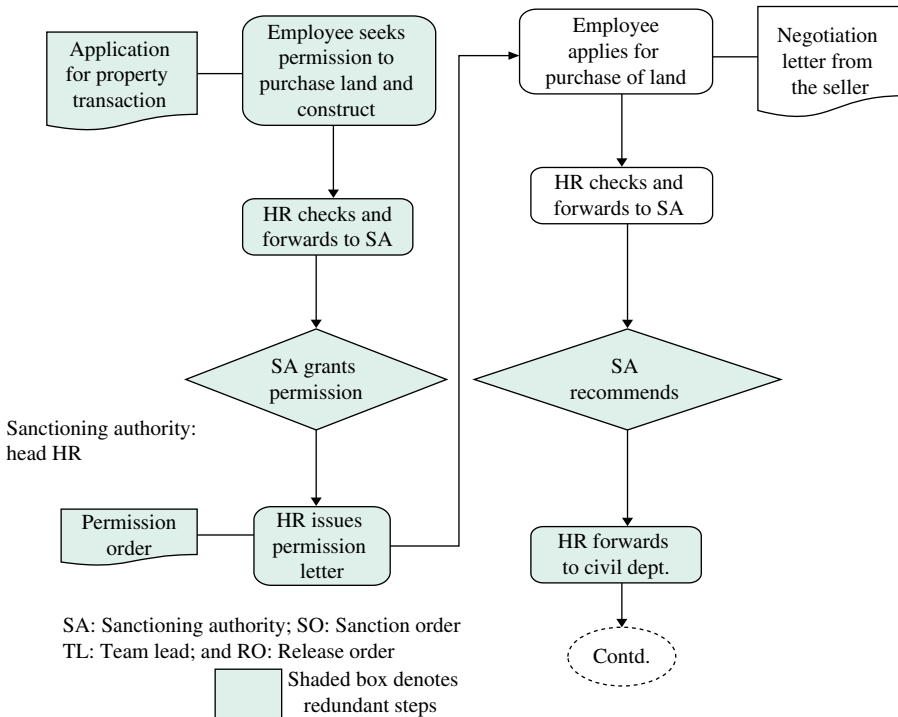 Application
for property
transaction
Employee seeks
permission to
purchase land and
construct
HR checks and
forwards to SA
SA grants
permission
Sanctioning authority:
head HR
Permission
order
HR issues
permission
letter
Employee
applies for
purchase of land
Negotiation
letter from
the seller
HR checks and
forwards to SA
SA
recommends
HR forwards
to civil dept.
Contd.
SA: Sanctioning authority; SO: Sanction order
TL: Team lead; and RO: Release order
Shaded box denotes
redundant steps